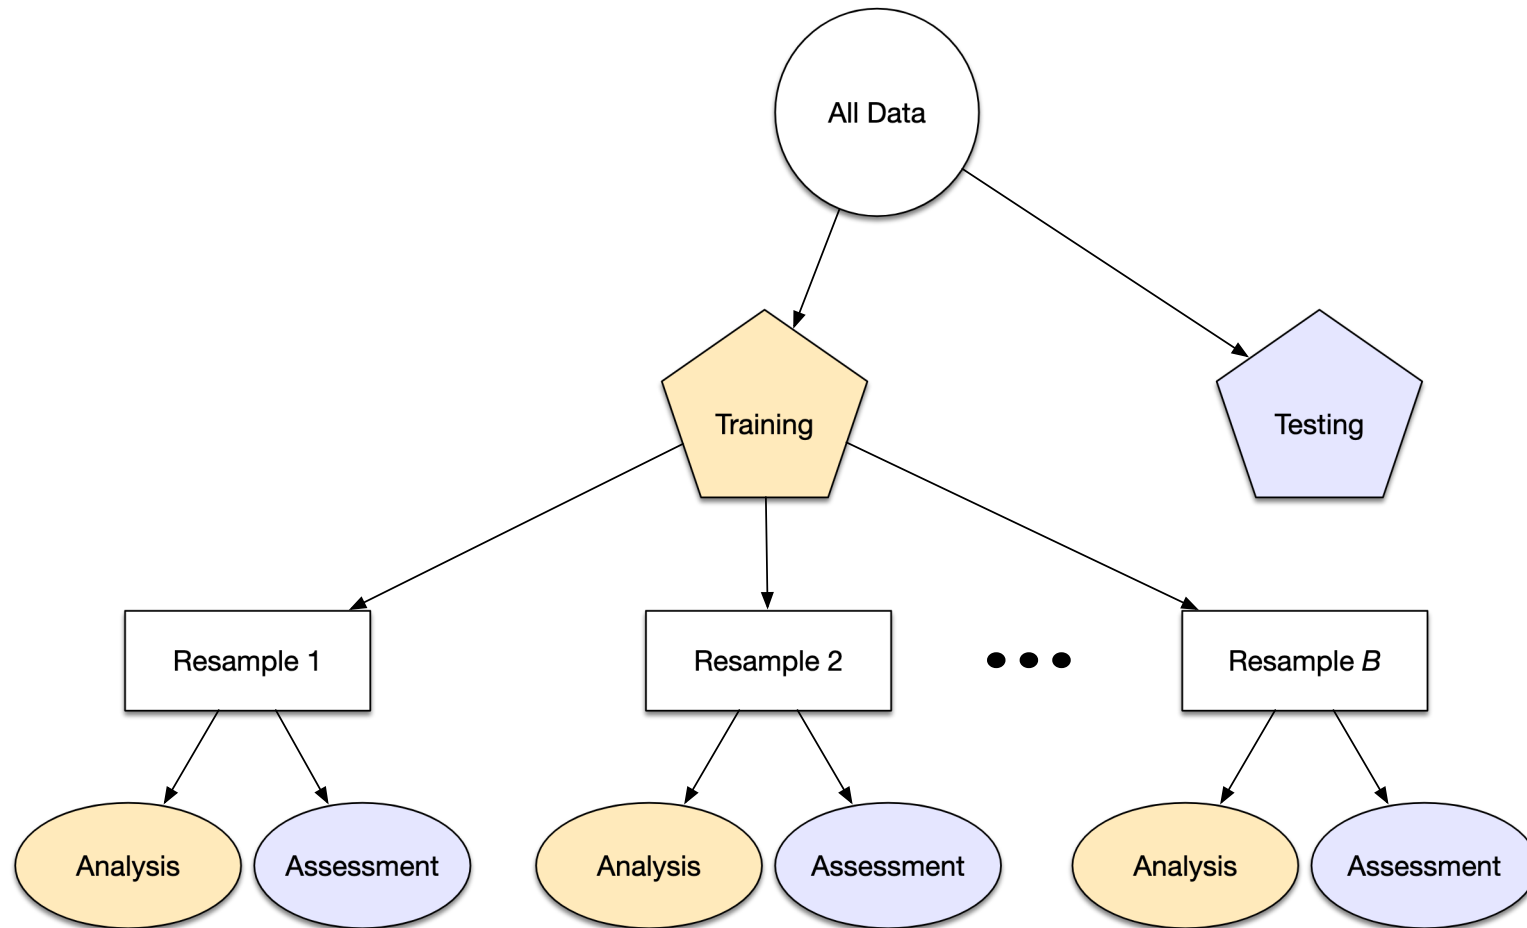 All Data
Training
Testing
Resample 1
Resample 2
Resample B
Analysis
Assessment
Analysis
Assessment
Analysis
Assessment